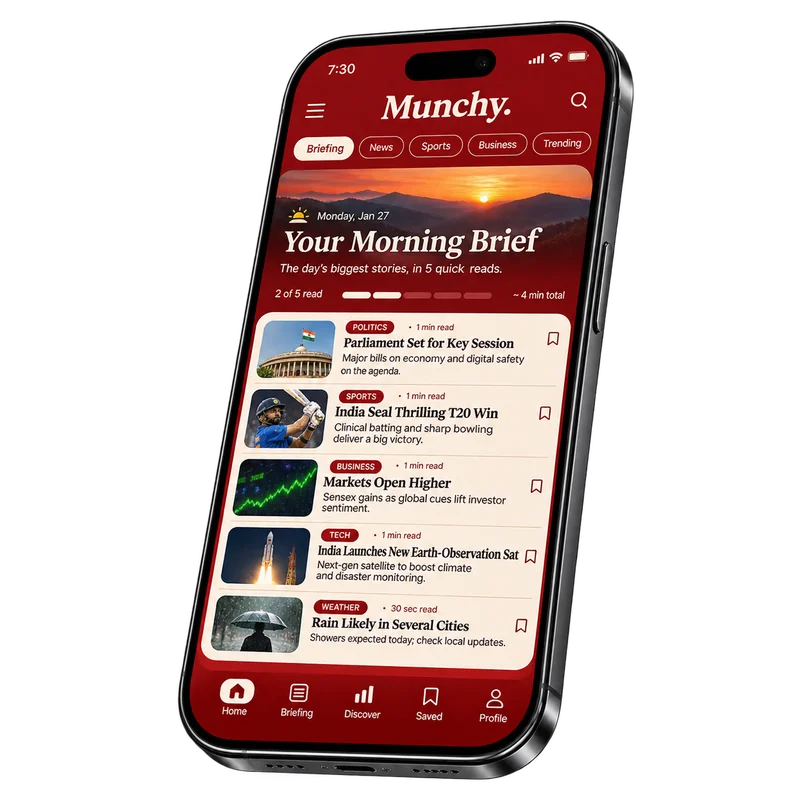 7:30
Munchy.
Briefing
News
Sports
Business
Trending
Monday, Jan 27
Your Morning Brief
The day's biggest stories, in 5 quick reads.
2 of 5 read
~ 4 min total
POLITICS • 1 min read
Parliament Set for Key Session
Major bills on economy and digital safety
on the agenda.
SPORTS • 1 min read
India Seal Thrilling T20 Win
Clinical batting and sharp bowling
deliver a big victory.
BUSINESS • 1 min read
Markets Open Higher
Sensex gains as global cues lift investor
sentiment.
TECH • 1 min read
India Launches New Earth-Observation Sat
Next-gen satellite to boost climate
and disaster monitoring.
WEATHER • 30 sec read
Rain Likely in Several Cities
Showers expected today; check local updates.
Home
Briefing
Discover
Saved
Profile